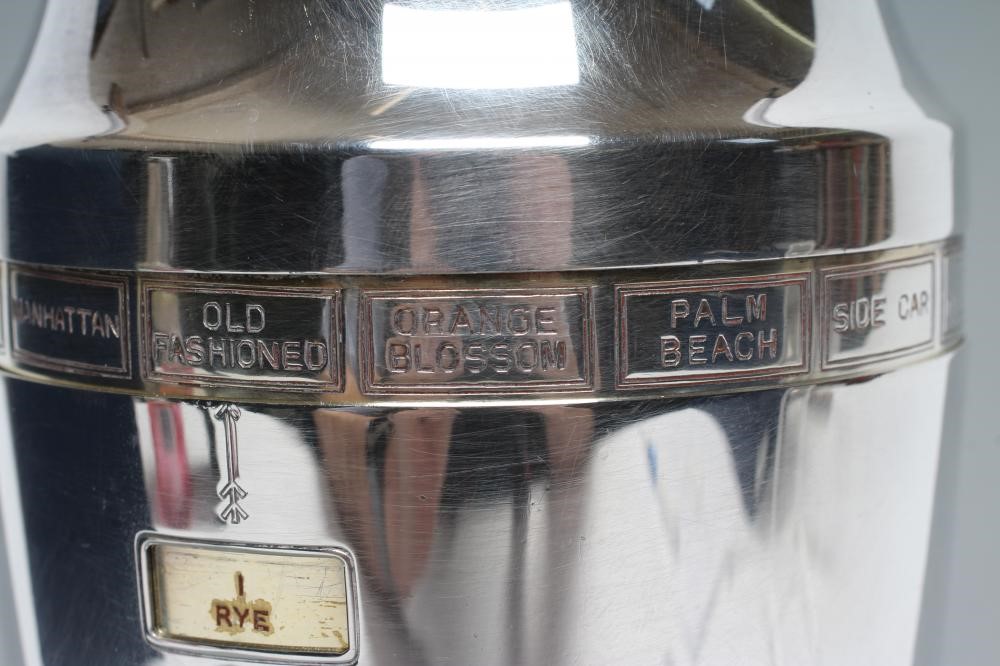 MANHATTAN
OLD
FASHIONED
ORANGE
BLOSSOM
PALM
BEACH
SIDE CAR
1
RYE